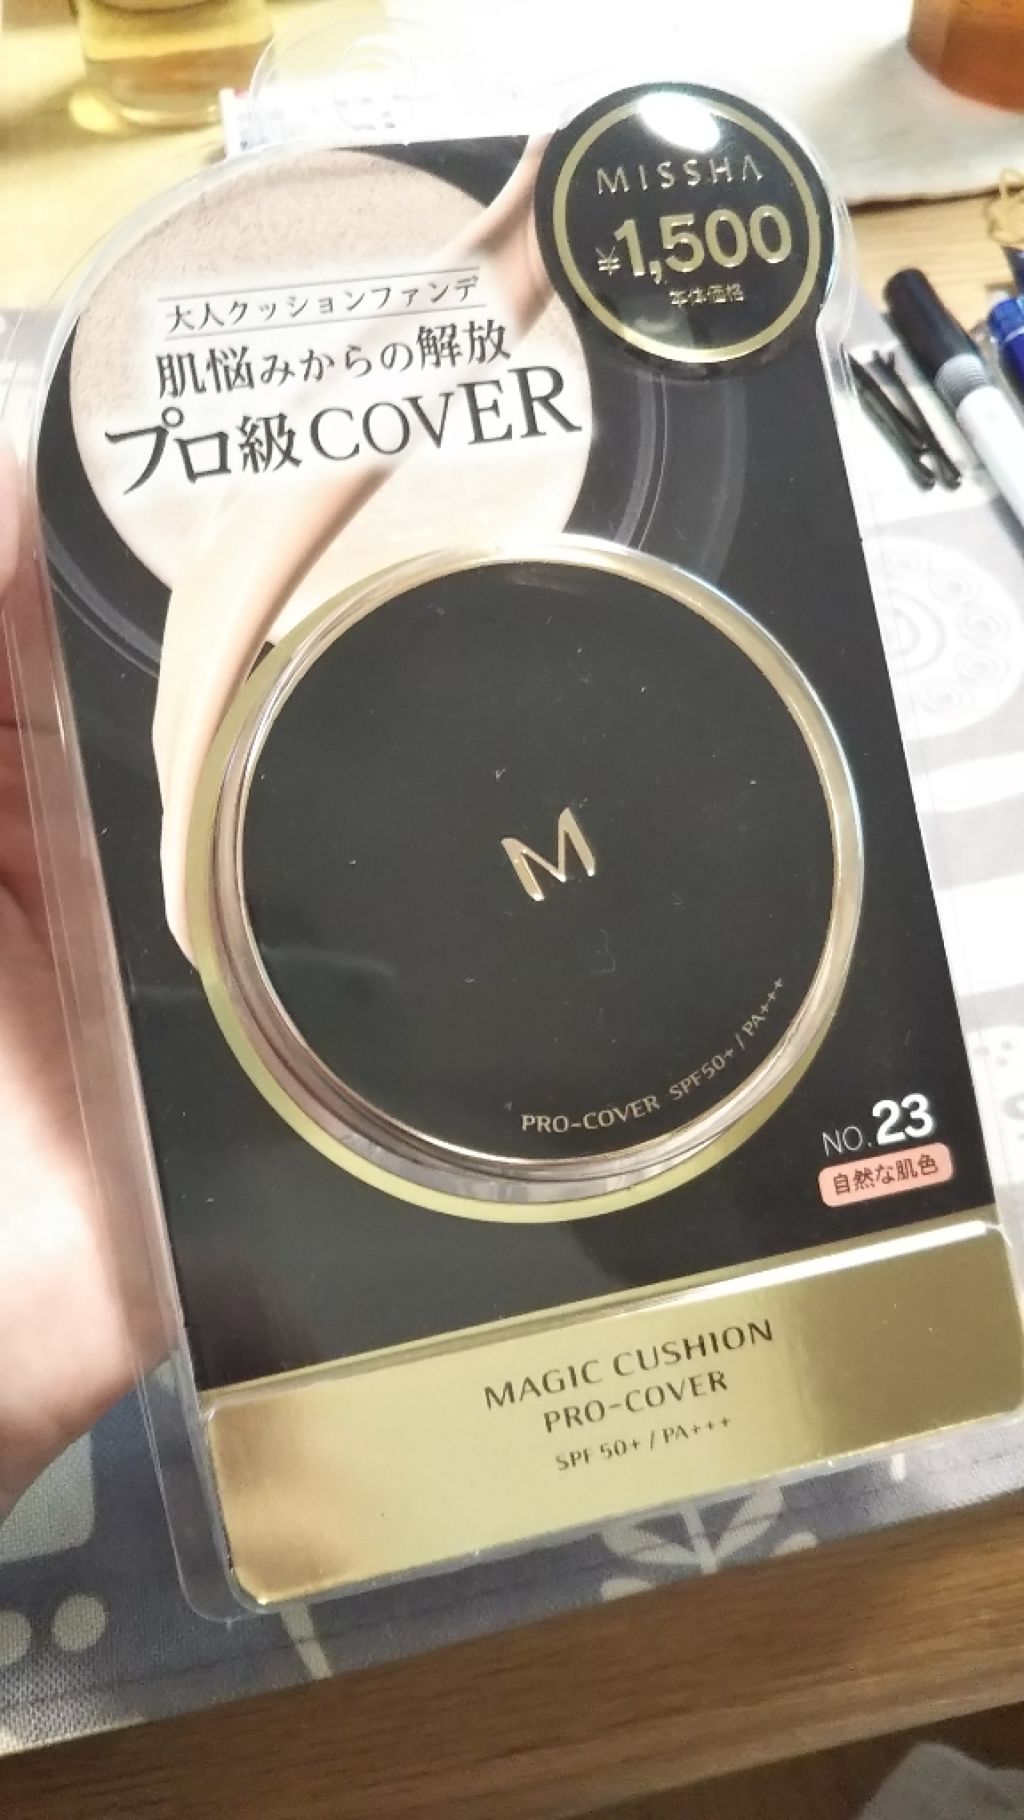 MISSHA
¥1,500
本体価格
大人クッションファンデ
肌悩みからの解放
プロ級COVER
M
PRO-COVER SPF50+ / PA+++
NO.23
自然な肌色
MAGIC CUSHION
PRO-COVER
SPF 50+ / PA+++